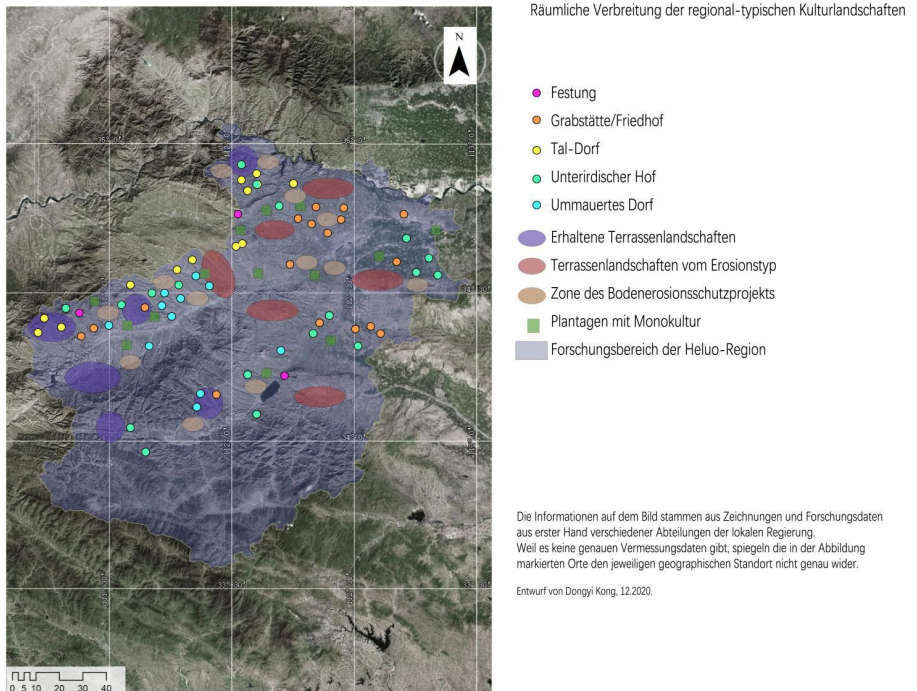 Räumliche Verbreitung der regional-typischen Kulturlandschaften
N
Festung
Grabstätte/Friedhof
Tal-Dorf
Unterirdischer Hof
Ummauertes Dorf
Erhaltene Terrassenlandschaften
Terrassenlandschaften vom Erosionstyp
Zone des Bodenerosionsschutzprojekts
Plantagen mit Monokultur
Forschungsbereich der Heluo-Region
Die Informationen auf dem Bild stammen aus Zeichnungen und Forschungsdaten
aus erster Hand verschiedener Abteilungen der lokalen Regierung.
Weil es keine genauen Vermessungsdaten gibt, spiegeln die in der Abbildung
markierten Orte den jeweiligen geographischen Standort nicht genau wider.
Entwurf von Dongyi Kong, 12.2020.
0 5 10 20 30 40